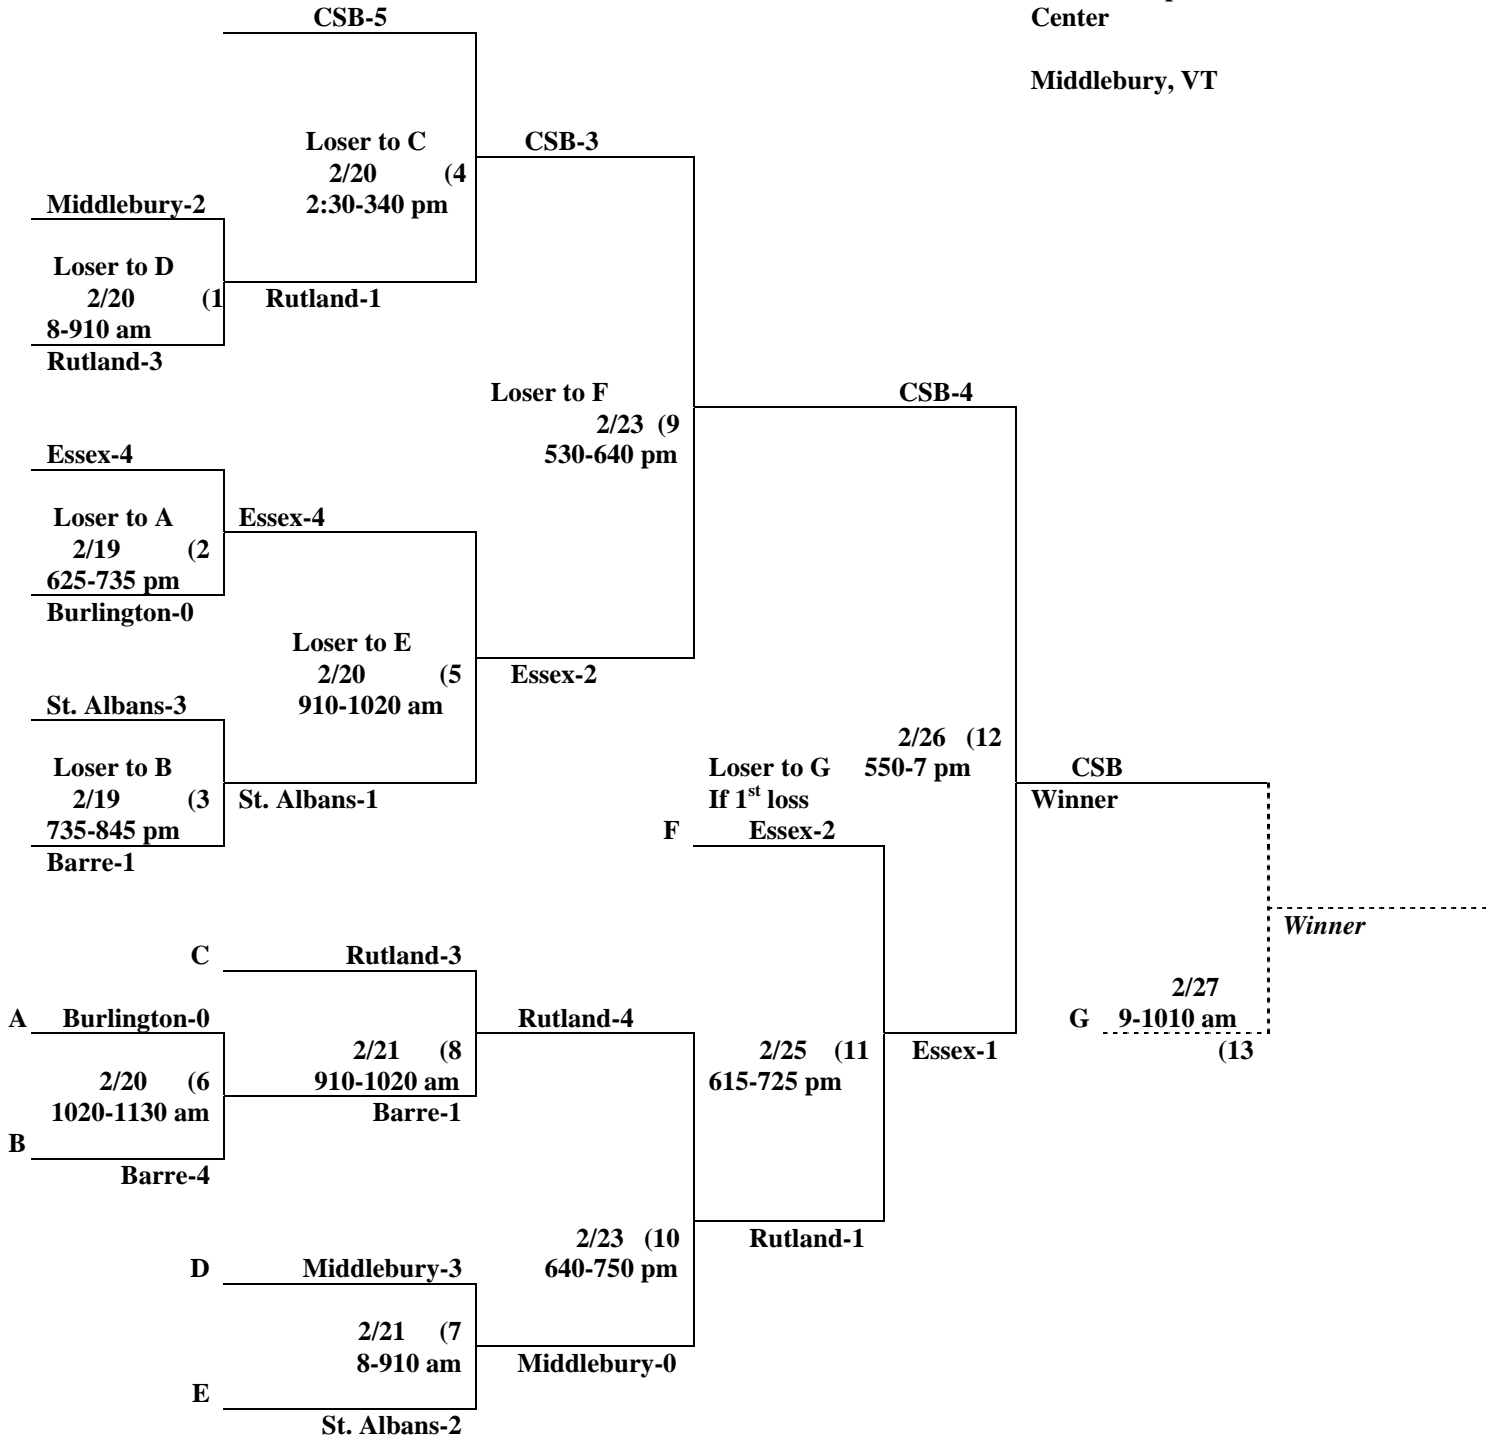 CSB-5
Center
Middlebury, VT
Loser to C
CSB-3
2/20 (4
2:30-340 pm
Middlebury-2
Loser to D
2/20 (1
Rutland-1
8-910 am
Rutland-3
Loser to F
CSB-4
2/23 (9
530-640 pm
Essex-4
Loser to A
Essex-4
2/19 (2
625-735 pm
Burlington-0
Loser to E
2/20 (5
Essex-2
910-1020 am
St. Albans-3
2/26 (12
Loser to B
Loser to G 550-7 pm
CSB
2/19 (3
St. Albans-1
If 1st loss
Winner
735-845 pm
F Essex-2
Barre-1
Winner
C Rutland-3
2/27
A Burlington-0
Rutland-4
G 9-1010 am
2/21 (8
2/25 (11
Essex-1
(13
2/20 (6
910-1020 am
615-725 pm
1020-1130 am
Barre-1
B
Barre-4
2/23 (10
Rutland-1
D Middlebury-3
640-750 pm
2/21 (7
8-910 am
Middlebury-0
E
St. Albans-2